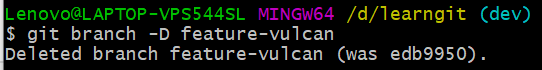 Lenovo@LAPTOP-VPS544SL MINGW64 /d/learngit (dev)
$ git branch -D feature-vulcan
Deleted branch feature-vulcan (was edb9950).